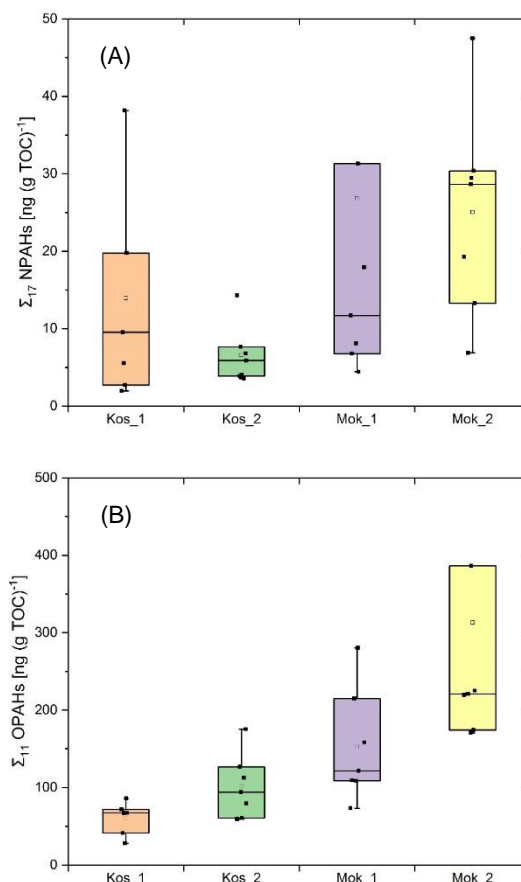 (A)
Σ₁₇ NPAHs [ng (g TOC)⁻¹]
50
40
30
20
10
0
Kos_1 Kos_2 Mok_1 Mok_2
(B)
Σ₁₁ OPAHs [ng (g TOC)⁻¹]
500
400
300
200
100
0
Kos_1 Kos_2 Mok_1 Mok_2